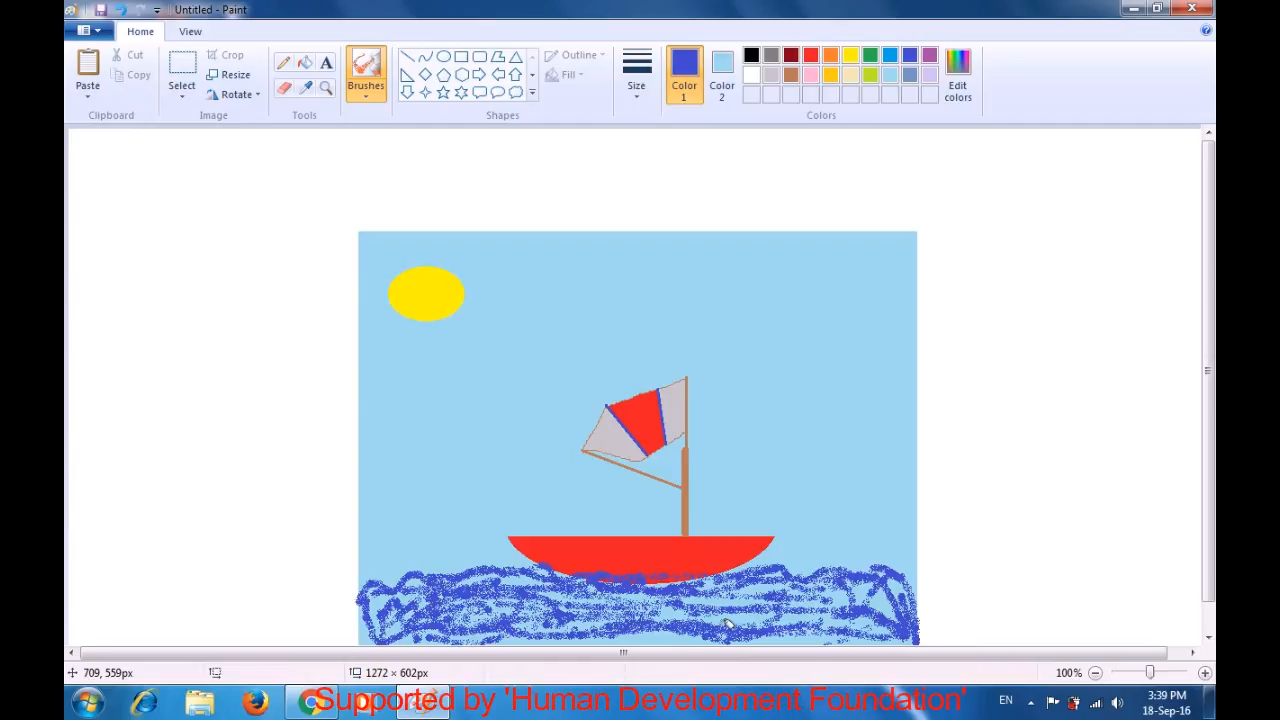 Untitled - Paint
Home View
Paste
Cut
Copy
Clipboard
Select
Crop
Resize
Rotate
Image
A
Tools
Brushes
Outline
Fill
Shapes
Size
Color 1
Color 2
Edit colors
Colors
709, 559px
1272 × 602px
100%
Supported by 'Human Development Foundation'
EN
3:39 PM
18-Sep-16